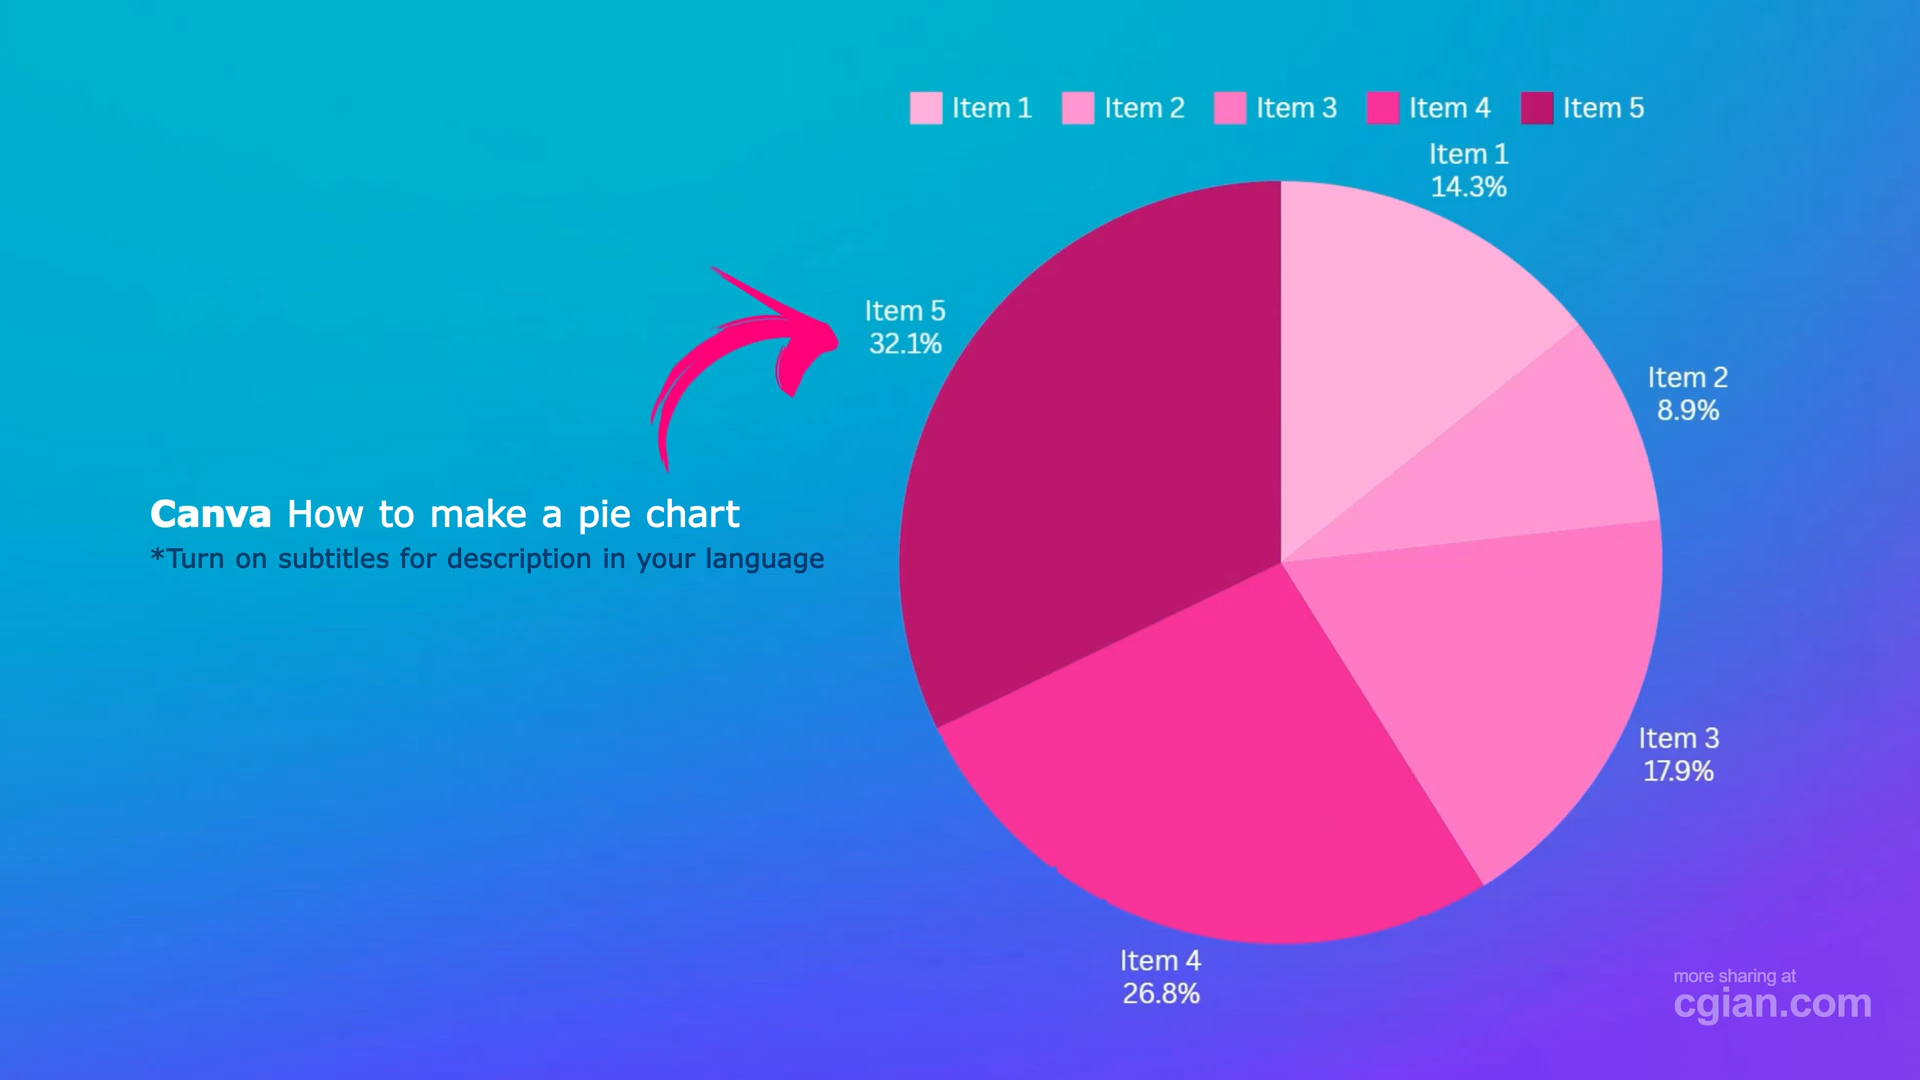 Item 1 Item 2 Item 3 Item 4 Item 5
Item 1
14.3%
Item 5
32.1%
Item 2
8.9%
Canva How to make a pie chart
*Turn on subtitles for description in your language
Item 3
17.9%
Item 4
26.8%
more sharing at
cgian.com